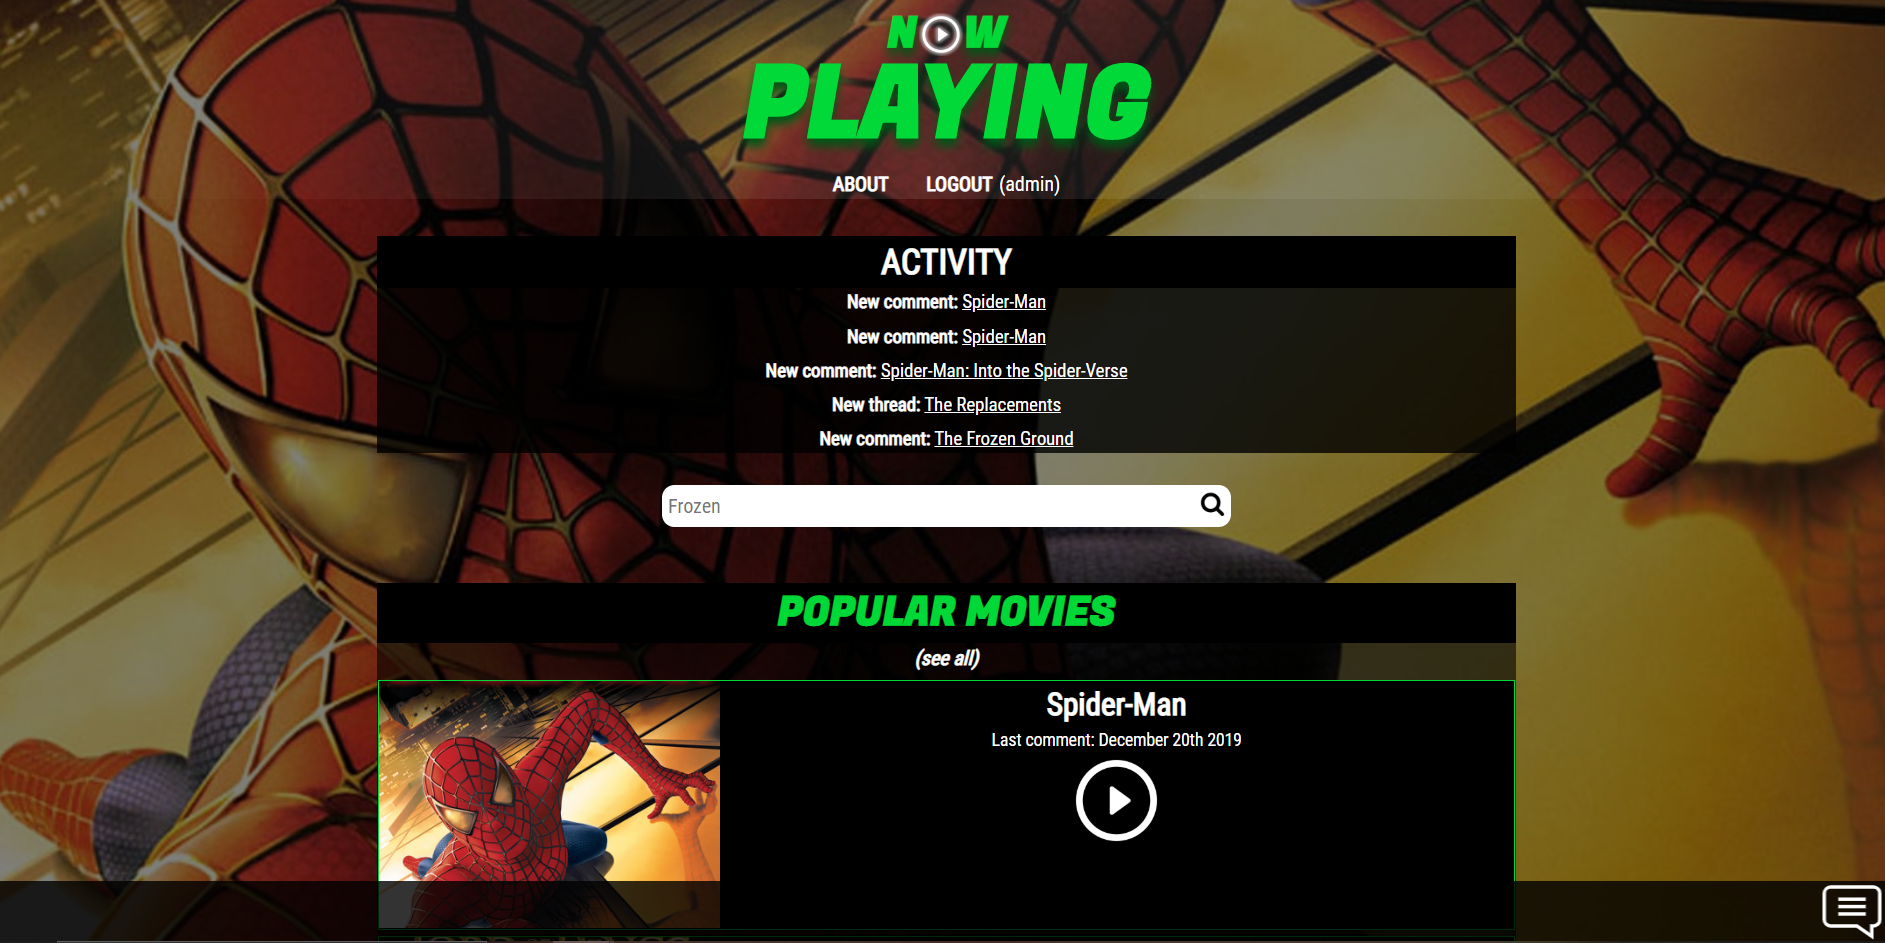 NOW
PLAYING
ABOUT LOGOUT (admin)
ACTIVITY
New comment: Spider-Man
New comment: Spider-Man
New comment: Spider-Man: Into the Spider-Verse
New thread: The Replacements
New comment: The Frozen Ground
Frozen
POPULAR MOVIES
(see all)
Spider-Man
Last comment: December 20th 2019